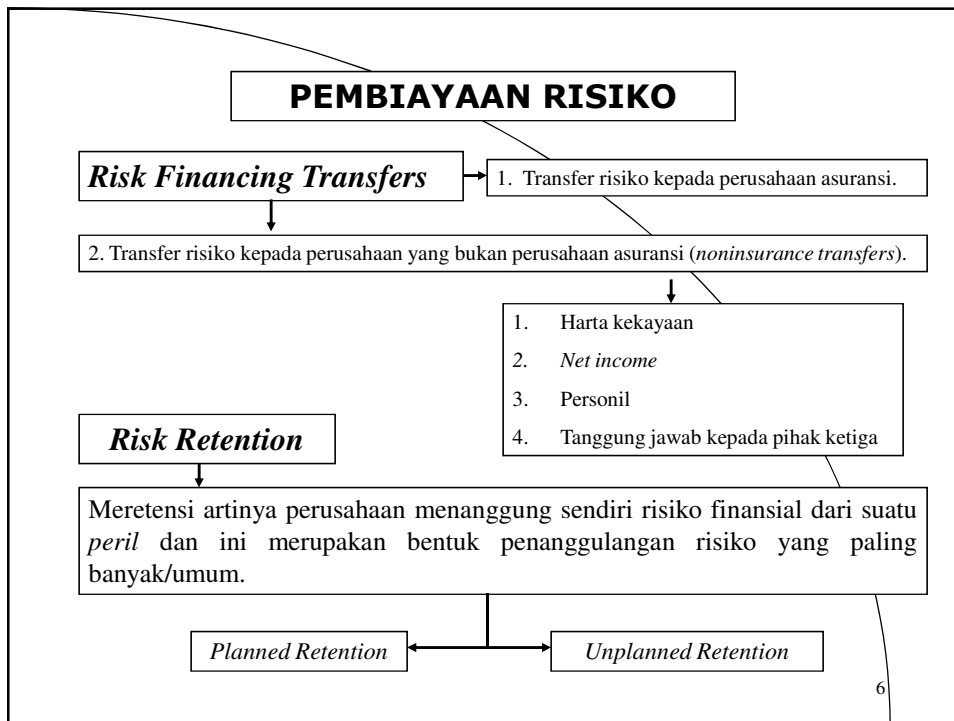 PEMBIAYAAN RISIKO
Risk Financing Transfers
1. Transfer risiko kepada perusahaan asuransi.
2. Transfer risiko kepada perusahaan yang bukan perusahaan asuransi (noninsurance transfers).
1. Harta kekayaan
2. Net income
3. Personil
4. Tanggung jawab kepada pihak ketiga
Risk Retention
Meretensi artinya perusahaan menanggung sendiri risiko finansial dari suatu
peril dan ini merupakan bentuk penanggulangan risiko yang paling
banyak/umum.
Planned Retention
Unplanned Retention
6